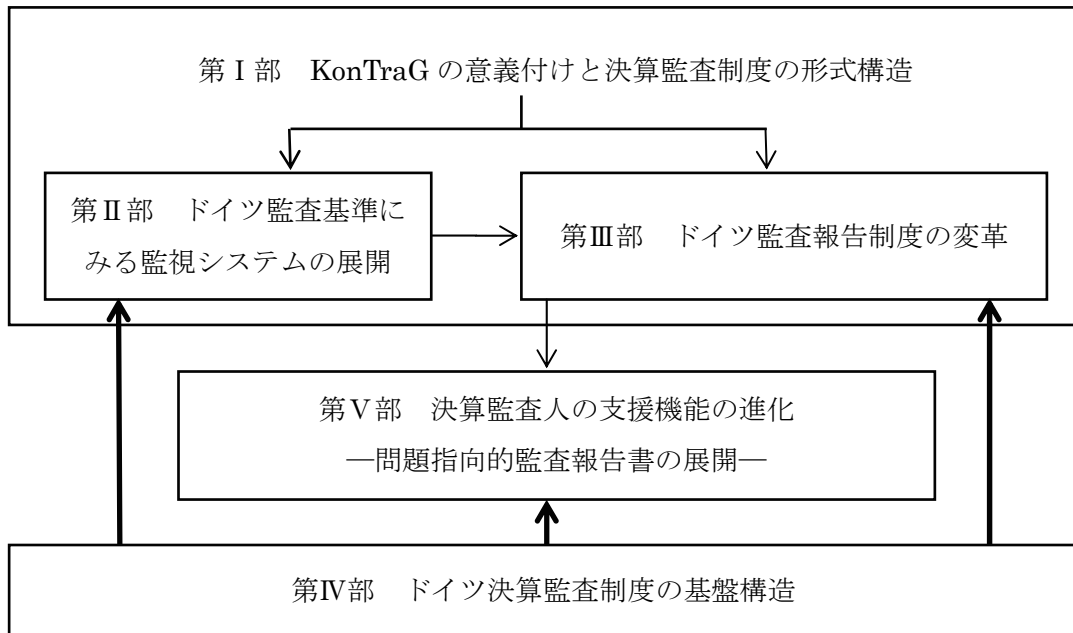 第Ⅰ部　KonTraG の意義付けと決算監査制度の形式構造
第Ⅱ部　ドイツ監査基準に
みる監視システムの展開
第Ⅲ部　ドイツ監査報告制度の変革
第Ⅴ部　決算監査人の支援機能の進化
―問題指向的監査報告書の展開―
第Ⅳ部　ドイツ決算監査制度の基盤構造